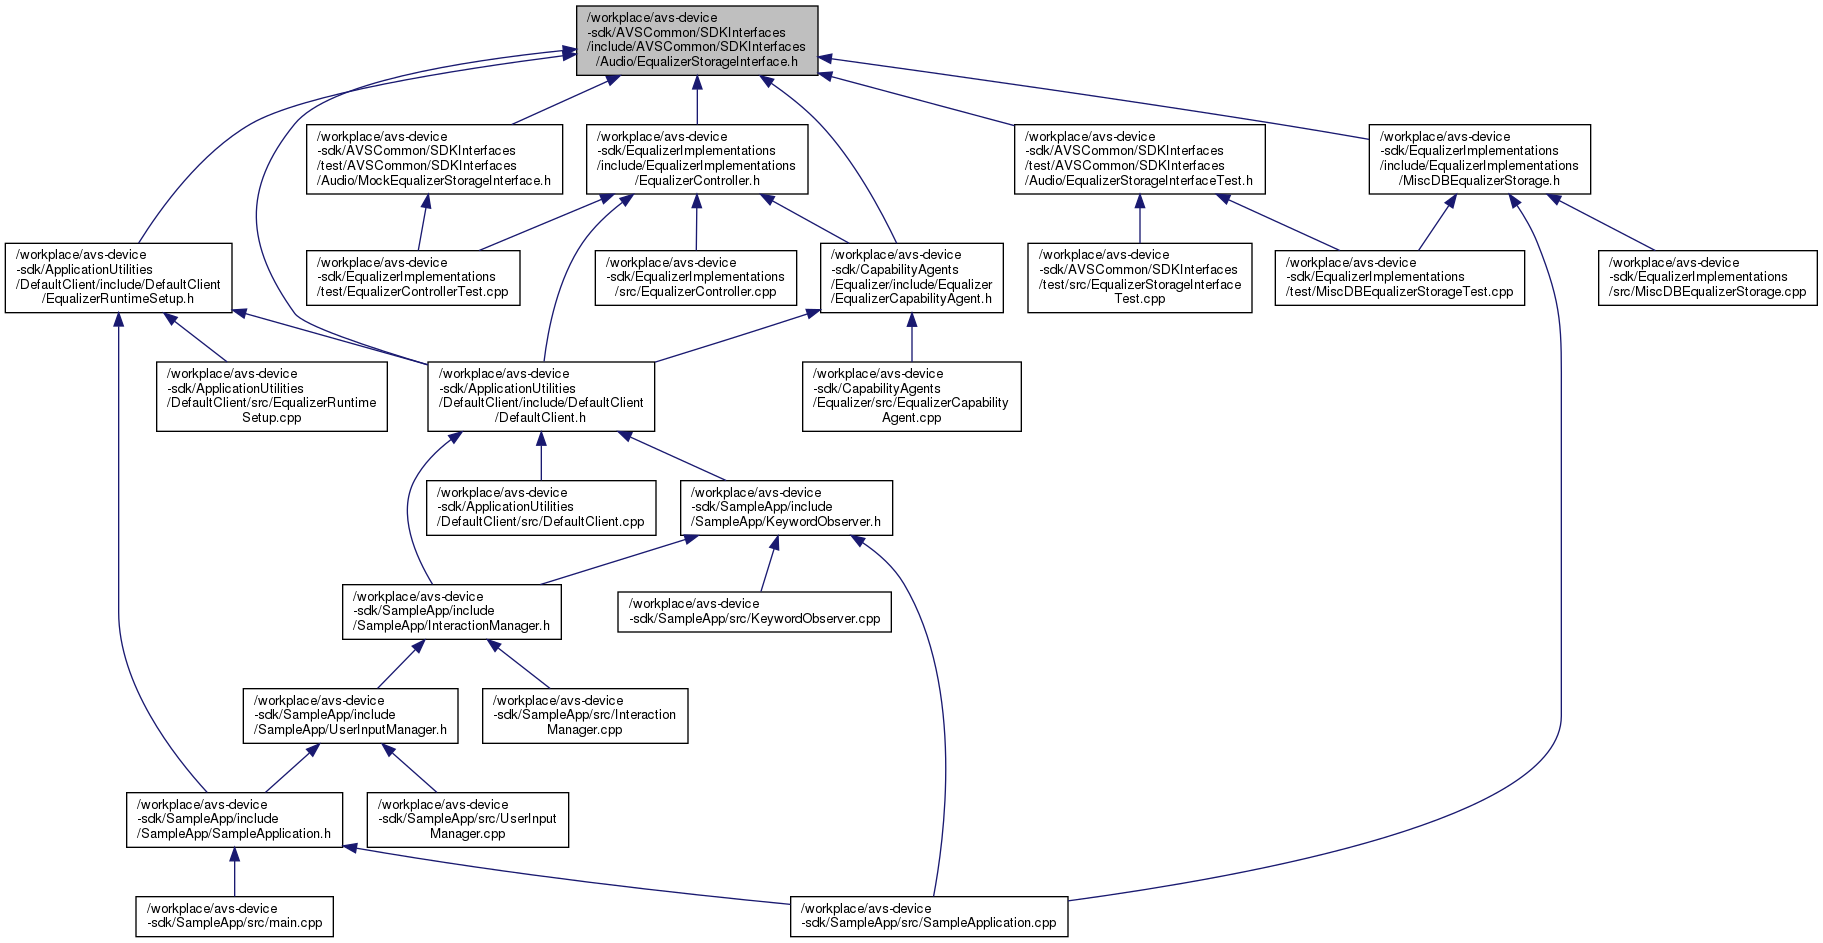 /workplace/avs-device
-sdk/AVSCommon/SDKInterfaces
/include/AVSCommon/SDKInterfaces
/Audio/EqualizerStorageInterface.h
/workplace/avs-device
-sdk/AVSCommon/SDKInterfaces
/test/AVSCommon/SDKInterfaces
/Audio/MockEqualizerStorageInterface.h
/workplace/avs-device
-sdk/EqualizerImplementations
/include/EqualizerImplementations
/EqualizerController.h
/workplace/avs-device
-sdk/AVSCommon/SDKInterfaces
/test/AVSCommon/SDKInterfaces
/Audio/EqualizerStorageInterfaceTest.h
/workplace/avs-device
-sdk/EqualizerImplementations
/include/EqualizerImplementations
/MiscDBEqualizerStorage.h
/workplace/avs-device
-sdk/ApplicationUtilities
/DefaultClient/include/DefaultClient
/EqualizerRuntimeSetup.h
/workplace/avs-device
-sdk/EqualizerImplementations
/test/EqualizerControllerTest.cpp
/workplace/avs-device
-sdk/EqualizerImplementations
/src/EqualizerController.cpp
/workplace/avs-device
-sdk/CapabilityAgents
/Equalizer/include/Equalizer
/EqualizerCapabilityAgent.h
/workplace/avs-device
-sdk/AVSCommon/SDKInterfaces
/test/src/EqualizerStorageInterface
Test.cpp
/workplace/avs-device
-sdk/EqualizerImplementations
/test/MiscDBEqualizerStorageTest.cpp
/workplace/avs-device
-sdk/EqualizerImplementations
/src/MiscDBEqualizerStorage.cpp
/workplace/avs-device
-sdk/ApplicationUtilities
/DefaultClient/src/EqualizerRuntime
Setup.cpp
/workplace/avs-device
-sdk/ApplicationUtilities
/DefaultClient/include/DefaultClient
/DefaultClient.h
/workplace/avs-device
-sdk/CapabilityAgents
/Equalizer/src/EqualizerCapability
Agent.cpp
/workplace/avs-device
-sdk/ApplicationUtilities
/DefaultClient/src/DefaultClient.cpp
/workplace/avs-device
-sdk/SampleApp/include
/SampleApp/KeywordObserver.h
/workplace/avs-device
-sdk/SampleApp/include
/SampleApp/InteractionManager.h
/workplace/avs-device
-sdk/SampleApp/src/KeywordObserver.cpp
/workplace/avs-device
-sdk/SampleApp/include
/SampleApp/UserInputManager.h
/workplace/avs-device
-sdk/SampleApp/src/Interaction
Manager.cpp
/workplace/avs-device
-sdk/SampleApp/include
/SampleApp/SampleApplication.h
/workplace/avs-device
-sdk/SampleApp/src/UserInput
Manager.cpp
/workplace/avs-device
-sdk/SampleApp/src/main.cpp
/workplace/avs-device
-sdk/SampleApp/src/SampleApplication.cpp